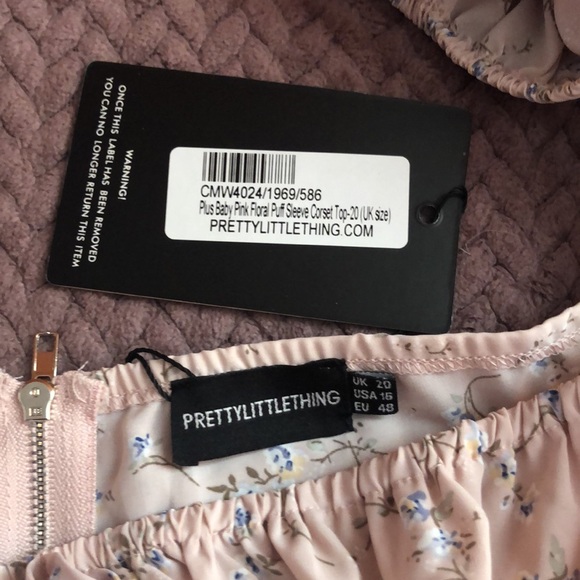 WARNING!
ONCE THIS LABEL HAS BEEN REMOVED
YOU CAN NO LONGER RETURN THIS ITEM
CMW4024/1969/586
Plus Baby Pink Floral Puff Sleeve Corset Top-20 (UK size)
PRETTYLITTLETHING.COM
PRETTYLITTLETHING
UK 20
USA 16
EU 48